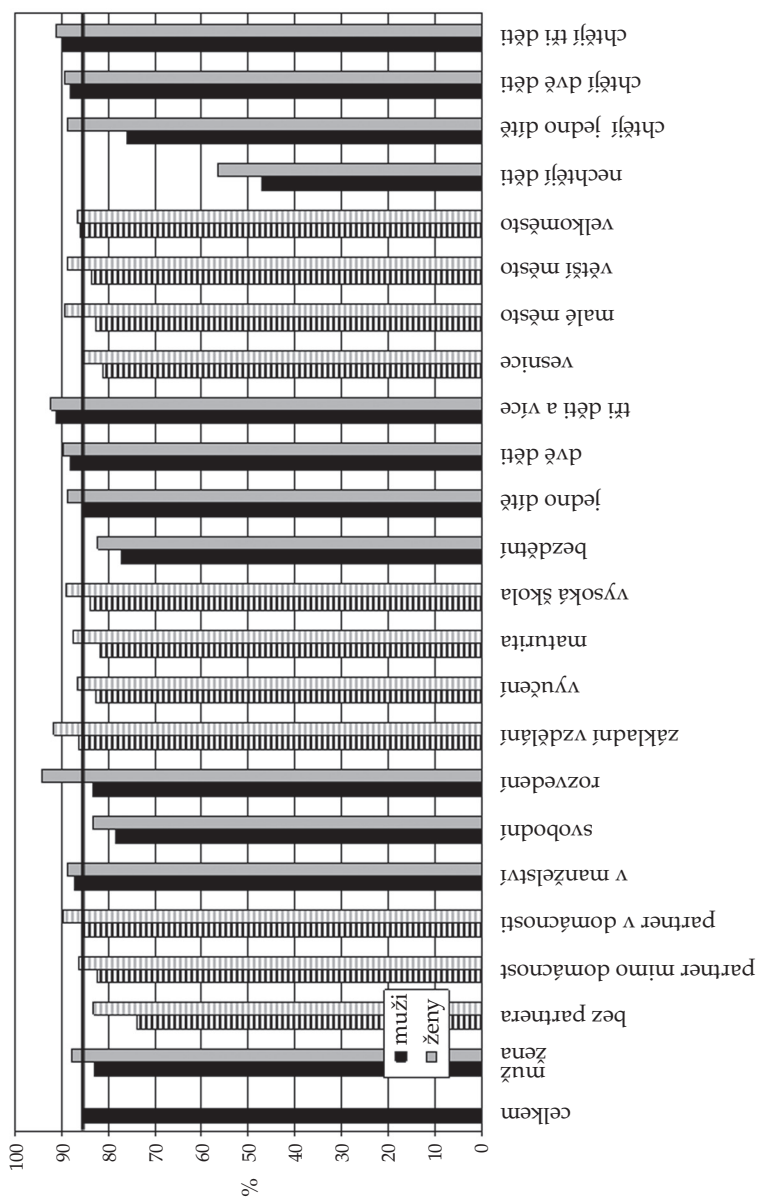 chtějí tři děti
chtějí dvě děti
chtějí jedno dítě
nechtějí děti
velkoměsto
větší město
malé město
vesnice
tři děti a více
dvě děti
jedno dítě
bezdětní
vysoká škola
maturita
vyučení
základní vzdělání
rozvedení
svobodní
v manželství
partner v domácnosti
partner mimo domácnost
bez partnera
žena
muž
celkem
muži
ženy
100
90
80
70
60
50
40
30
20
10
0
%